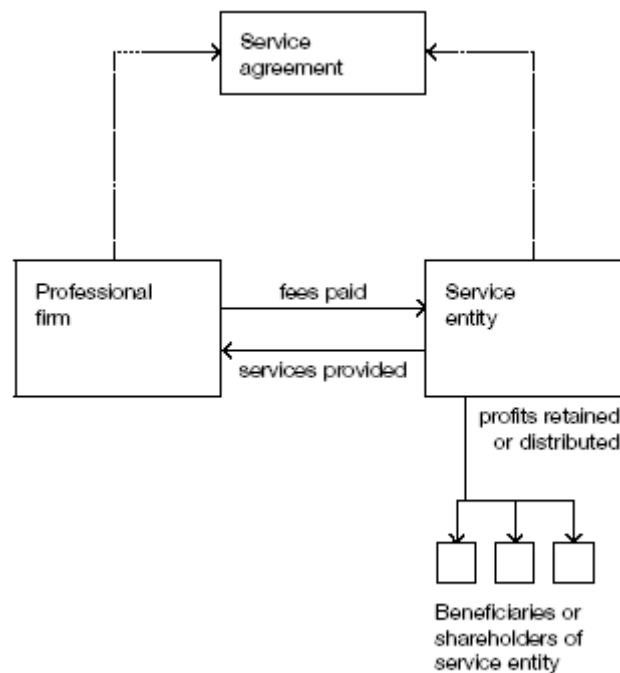 Service
agreement
Professional
firm
fees paid
services provided
Service
entity
profits retained
or distributed
Beneficiaries or
shareholders of
service entity